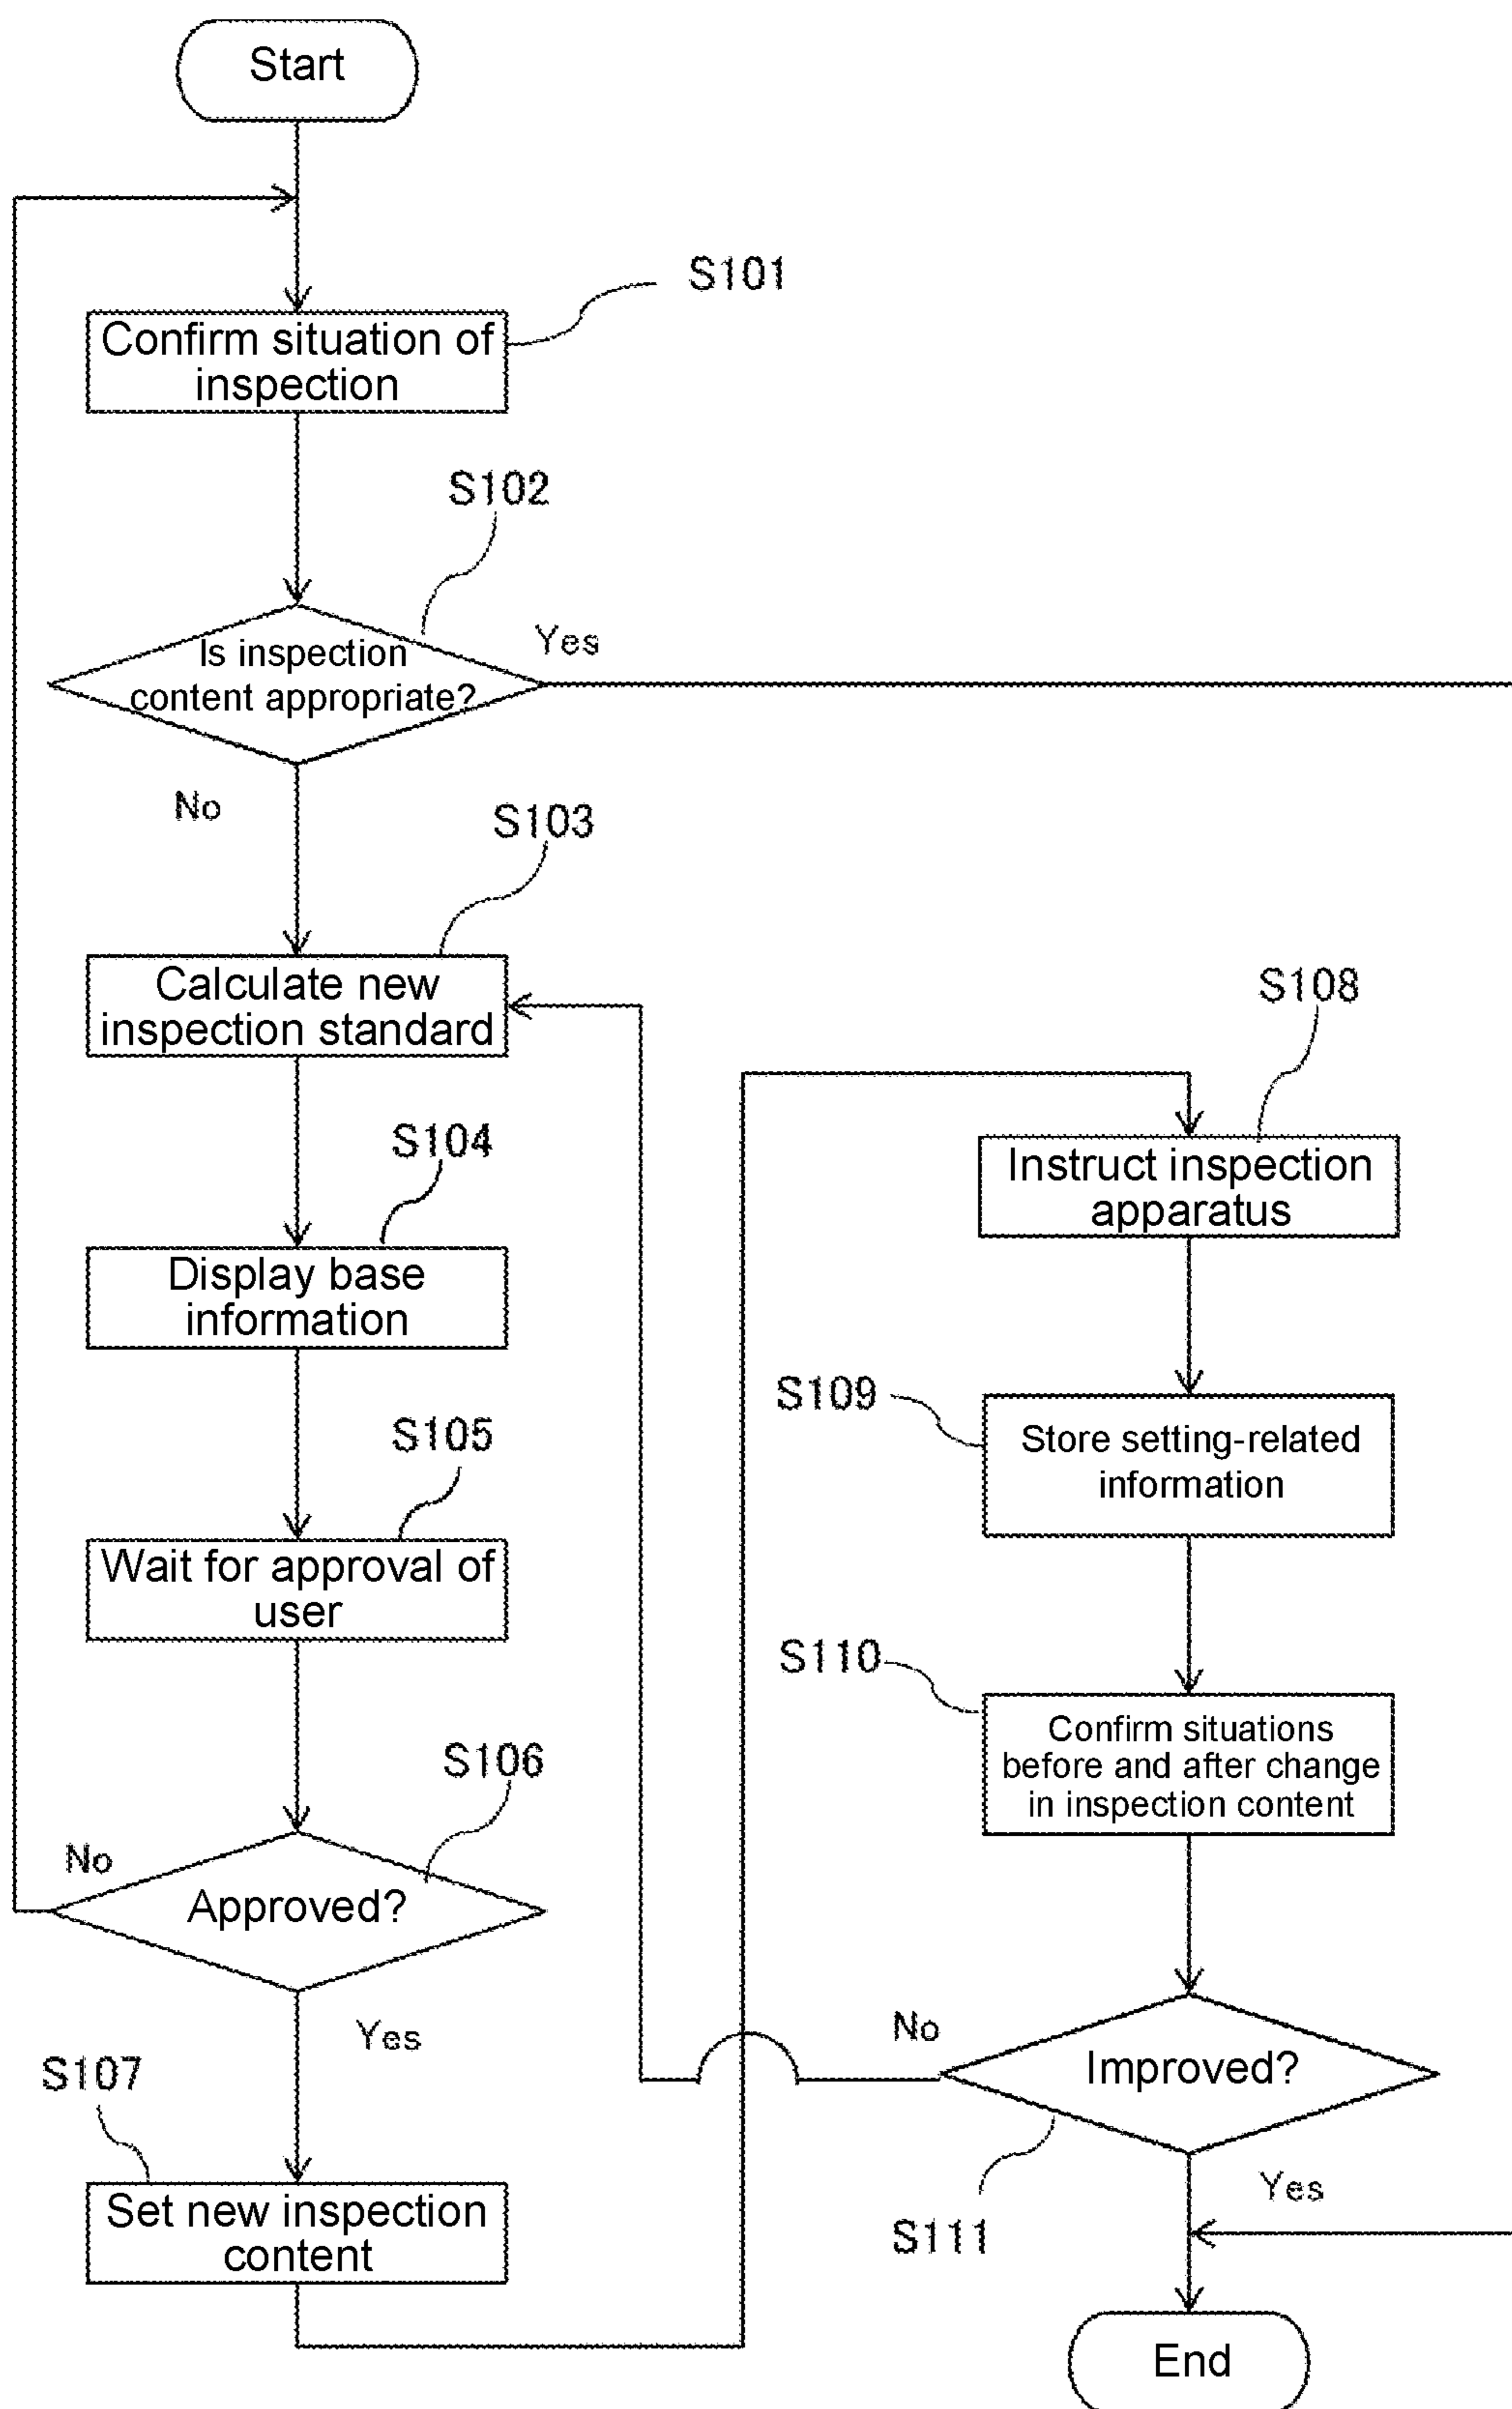 Start
S101
Confirm situation of
inspection
S102
Is inspection
content appropriate?
Yes
No
S103
Calculate new
inspection standard
S104
Display base
information
S105
Wait for approval of
user
S106
No
Approved?
Yes
S107
Set new inspection
content
S108
Instruct inspection
apparatus
S109
Store setting-related
information
S110
Confirm situations
before and after change
in inspection content
No
Improved?
Yes
S111
End